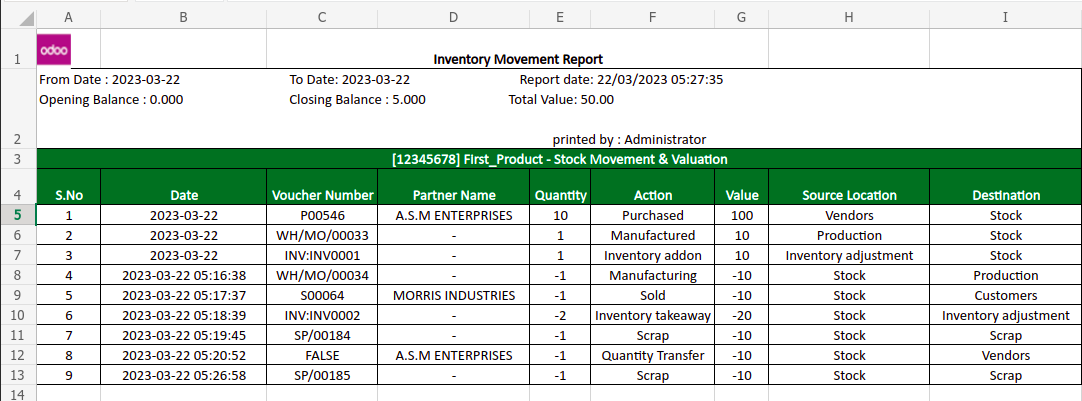 A B C D E F G H I
1 odoo Inventory Movement Report
From Date : 2023-03-22 To Date: 2023-03-22 Report date: 22/03/2023 05:27:35
Opening Balance : 0.000 Closing Balance : 5.000 Total Value: 50.00
2 printed by : Administrator
3 [12345678] First_Product - Stock Movement & Valuation
4 S.No Date Voucher Number Partner Name Quantity Action Value Source Location Destination
5 1 2023-03-22 P00546 A.S.M ENTERPRISES 10 Purchased 100 Vendors Stock
6 2 2023-03-22 WH/MO/00033 - 1 Manufactured 10 Production Stock
7 3 2023-03-22 INV:INV0001 - 1 Inventory addon 10 Inventory adjustment Stock
8 4 2023-03-22 05:16:38 WH/MO/00034 - -1 Manufacturing -10 Stock Production
9 5 2023-03-22 05:17:37 S00064 MORRIS INDUSTRIES -1 Sold -10 Stock Customers
10 6 2023-03-22 05:18:39 INV:INV0002 - -2 Inventory takeaway -20 Stock Inventory adjustment
11 7 2023-03-22 05:19:45 SP/00184 - -1 Scrap -10 Stock Scrap
12 8 2023-03-22 05:20:52 FALSE A.S.M ENTERPRISES -1 Quantity Transfer -10 Stock Vendors
13 9 2023-03-22 05:26:58 SP/00185 - -1 Scrap -10 Stock Scrap
14